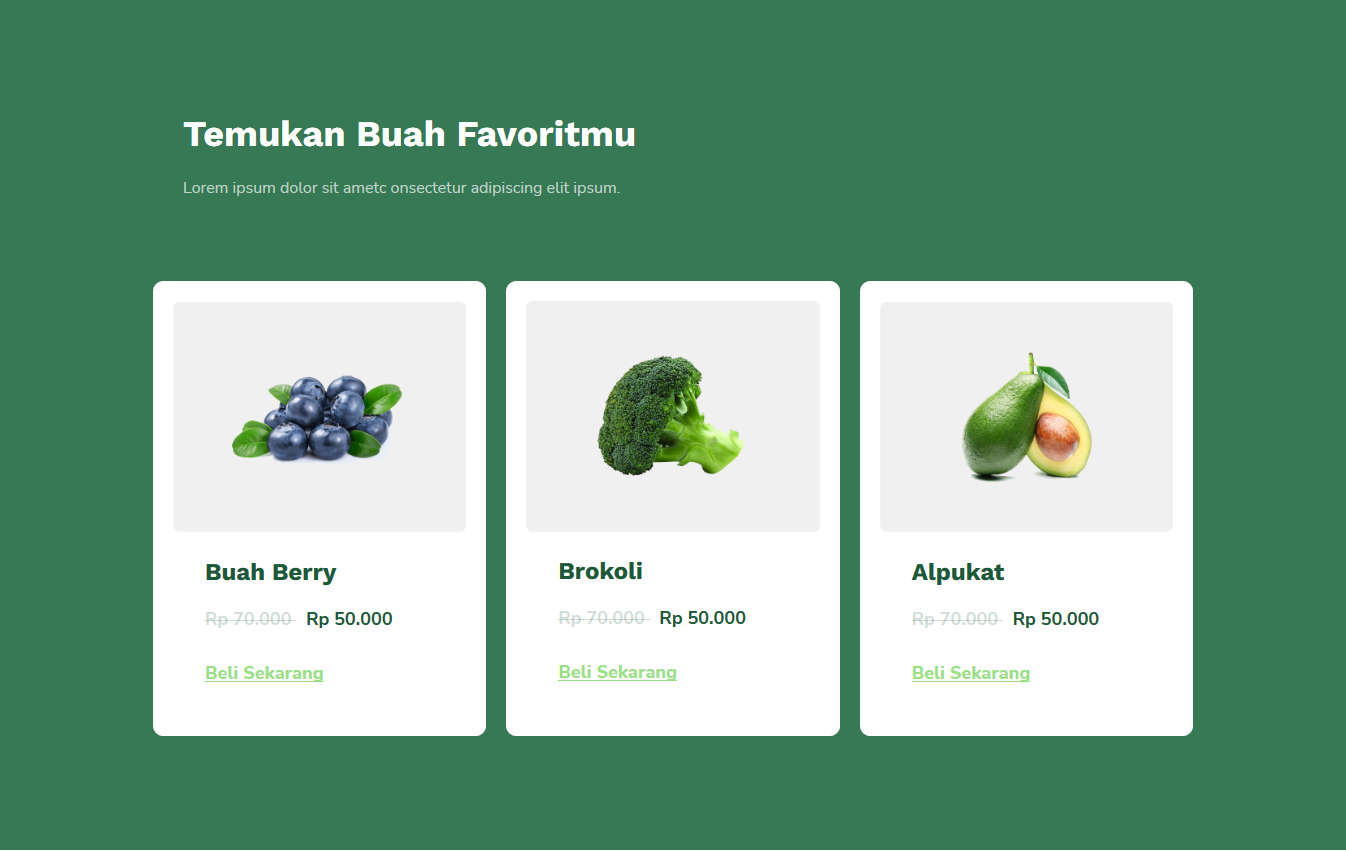 Temukan Buah Favoritmu
Lorem ipsum dolor sit ametc onsectetur adipiscing elit ipsum.
Buah Berry
Rp 70.000 Rp 50.000
Beli Sekarang
Brokoli
Rp 70.000 Rp 50.000
Beli Sekarang
Alpukat
Rp 70.000 Rp 50.000
Beli Sekarang